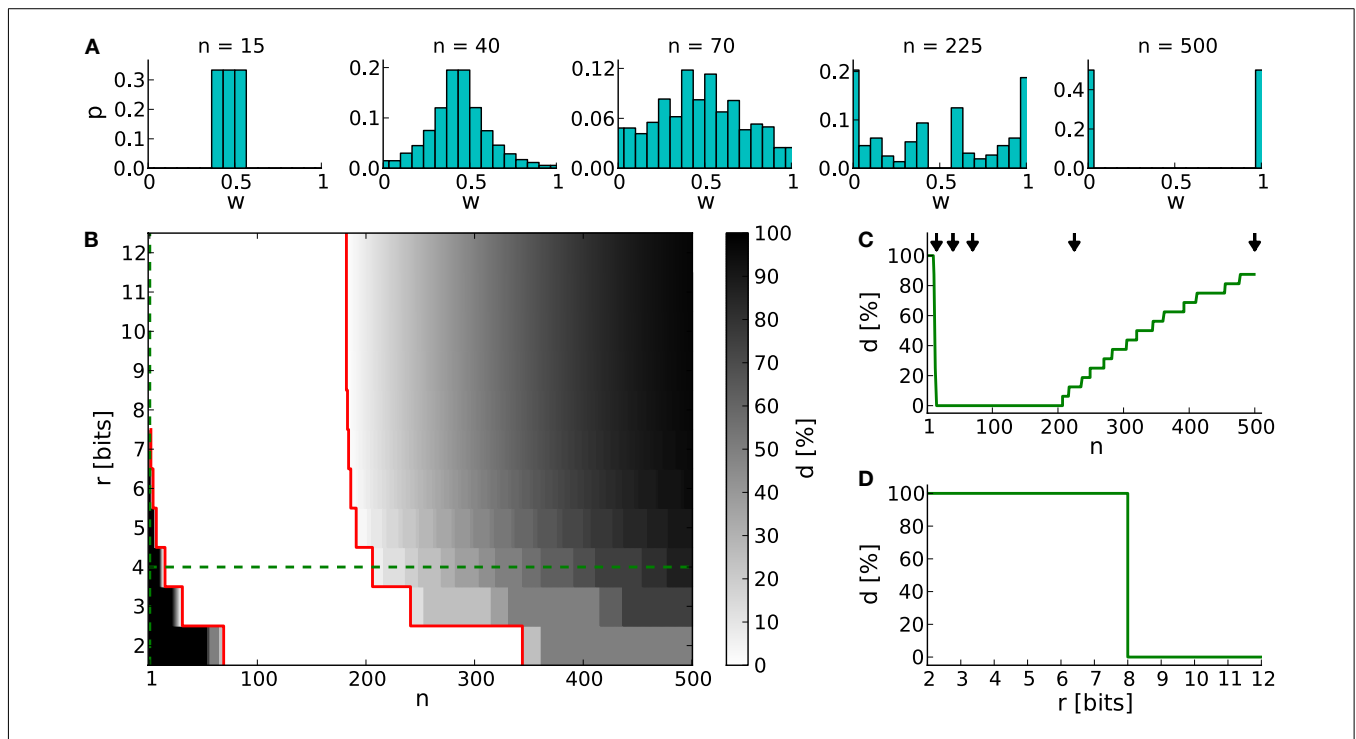 A
n = 15
n = 40
n = 70
n = 225
n = 500
p
0.3
0.2
0.1
0.0
0 0.5 1
w
0.2
0.1
0.0
0 0.5 1
w
0.12
0.06
0.00
0 0.5 1
w
0.2
0.1
0.0
0 0.5 1
w
0.4
0.2
0.0
0 0.5 1
w
B
r [bits]
12
11
10
9
8
7
6
5
4
3
2
1 100 200 300 400 500
n
100
90
80
70
60
50
40
30
20
10
0
d [%]
C
d [%]
100
80
60
40
20
0
1 100 200 300 400 500
n
D
d [%]
100
80
60
40
20
0
2 3 4 5 6 7 8 9 10 11 12
r [bits]